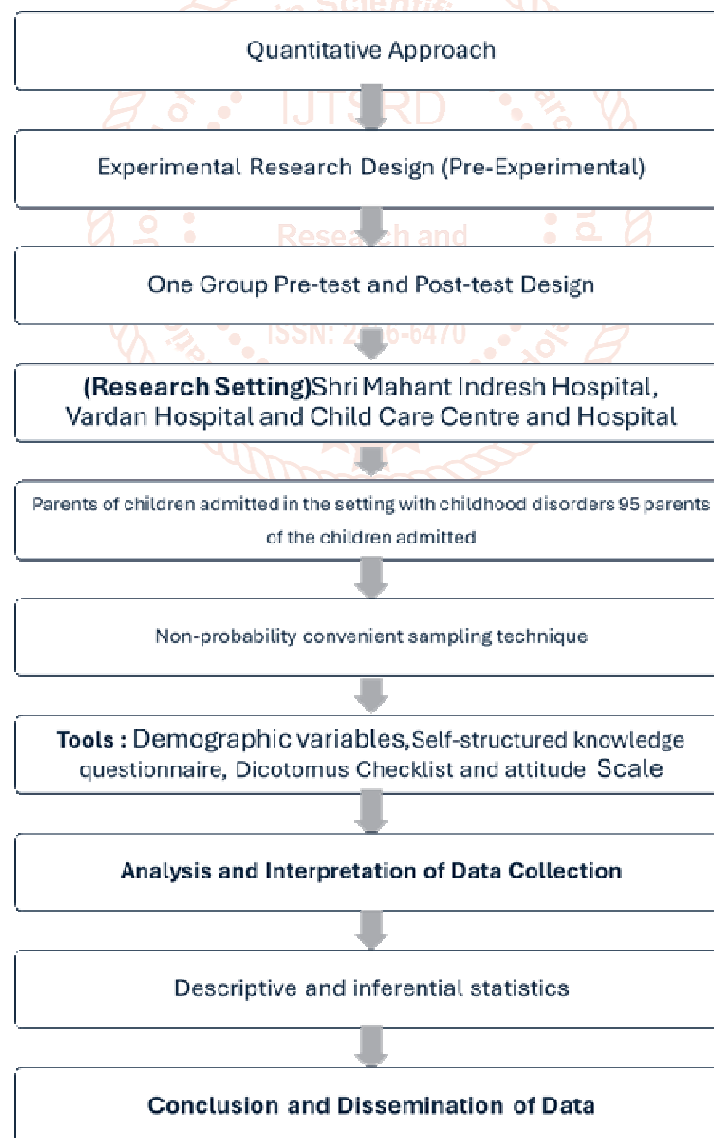 Quantitative Approach
IJTSRD
Experimental Research Design (Pre-Experimental)
Research and
One Group Pre-test and Post-test Design
(Research Setting)Shri Mahant Indresh Hospital,
Vardan Hospital and Child Care Centre and Hospital
Parents of children admitted in the setting with childhood disorders 95 parents
of the children admitted
Non-probability convenient sampling technique
Tools : Demographic variables,Self-structured knowledge
questionnaire, Dicotomus Checklist and attitude Scale
Analysis and Interpretation of Data Collection
Descriptive and inferential statistics
Conclusion and Dissemination of Data